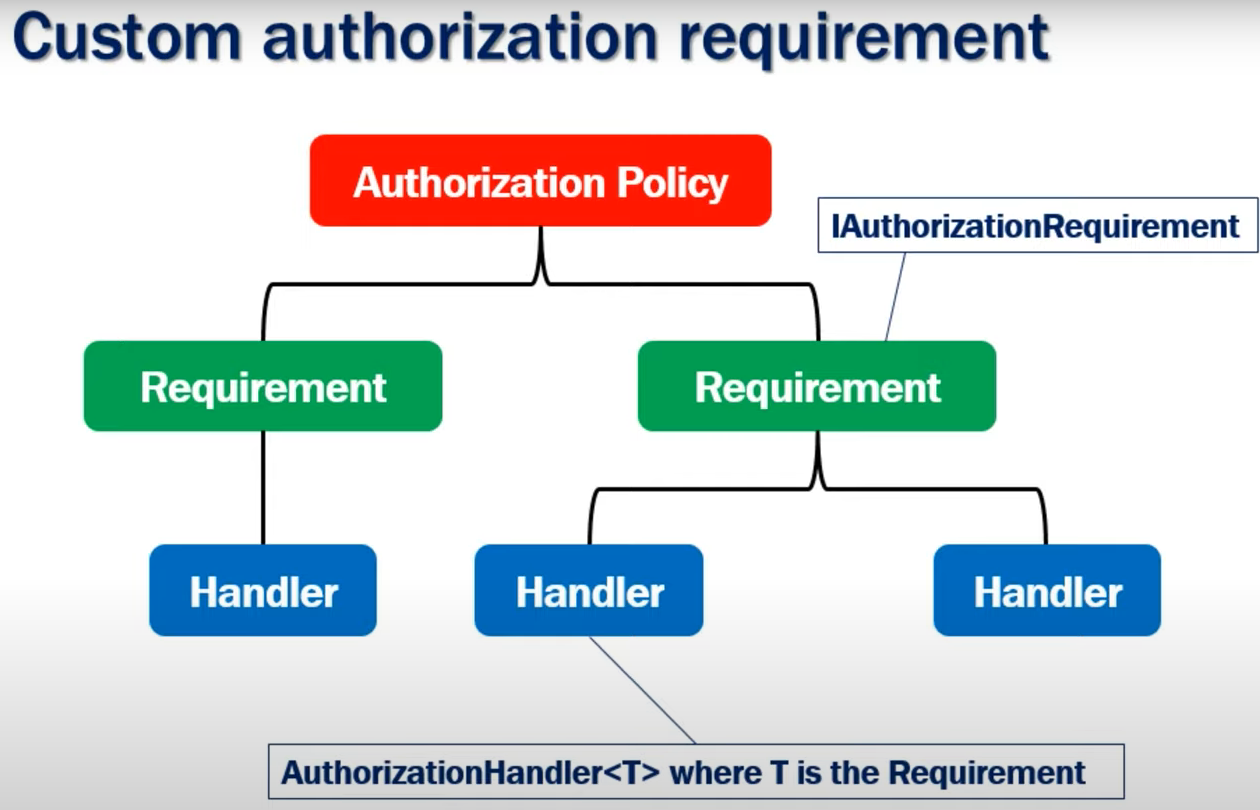 Custom authorization requirement
Authorization Policy
IAuthorizationRequirement
Requirement
Requirement
Handler
Handler
Handler
AuthorizationHandler<T> where T is the Requirement